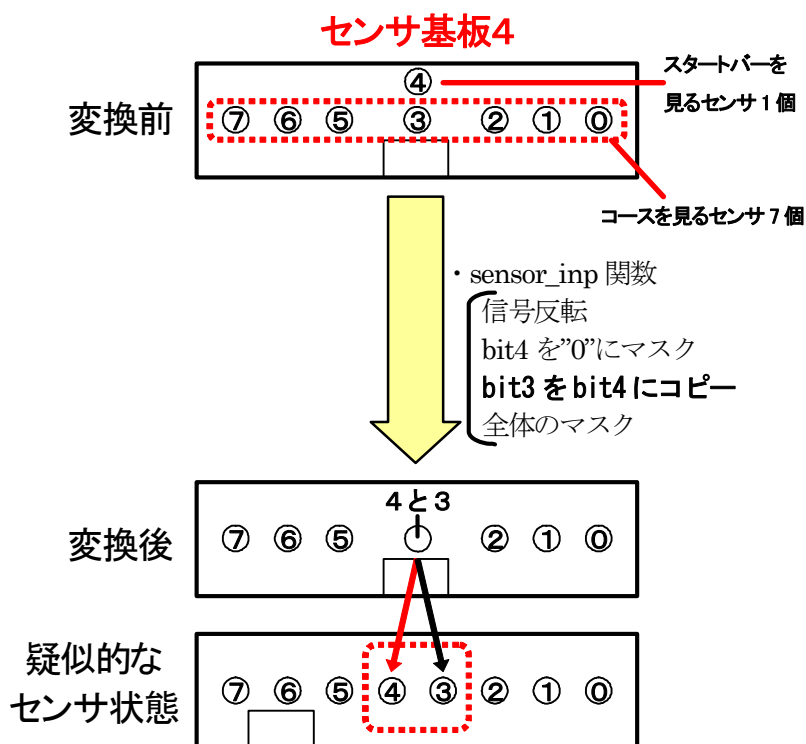 センサ基板4
スタートバーを
見るセンサ1個
変換前
④
⑦ ⑥ ⑤ ③ ② ① ⓪
コースを見るセンサ7個
・sensor_inp 関数
信号反転
bit4 を”0”にマスク
bit3 をbit4にコピー
全体のマスク
変換後
4と3
⑦ ⑥ ⑤ ② ① ⓪
疑似的な
センサ状態
⑦ ⑥ ⑤ ④ ③ ② ① ⓪